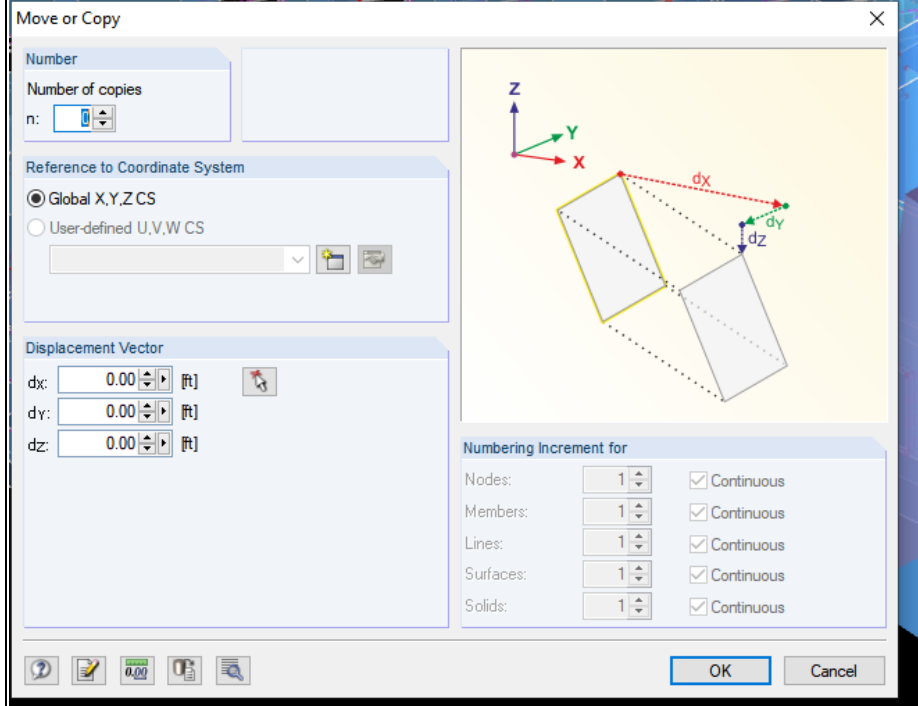 Move or Copy
Number
Number of copies
n: 0
Reference to Coordinate System
Global X,Y,Z CS
User-defined U,V,W CS
Displacement Vector
dX: 0.00 [ft]
dY: 0.00 [ft]
dZ: 0.00 [ft]
Z
Y
X
dX
dY
dZ
Numbering Increment for
Nodes: 1 Continuous
Members: 1 Continuous
Lines: 1 Continuous
Surfaces: 1 Continuous
Solids: 1 Continuous
0.00
OK Cancel